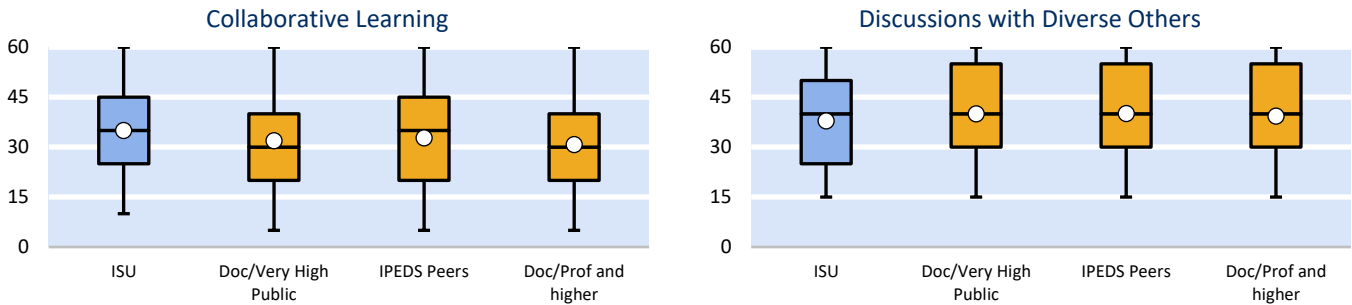 Collaborative Learning
60
45
30
15
0
ISU
Doc/Very High
Public
IPEDS Peers
Doc/Prof and
higher
Discussions with Diverse Others
60
45
30
15
0
ISU
Doc/Very High
Public
IPEDS Peers
Doc/Prof and
higher